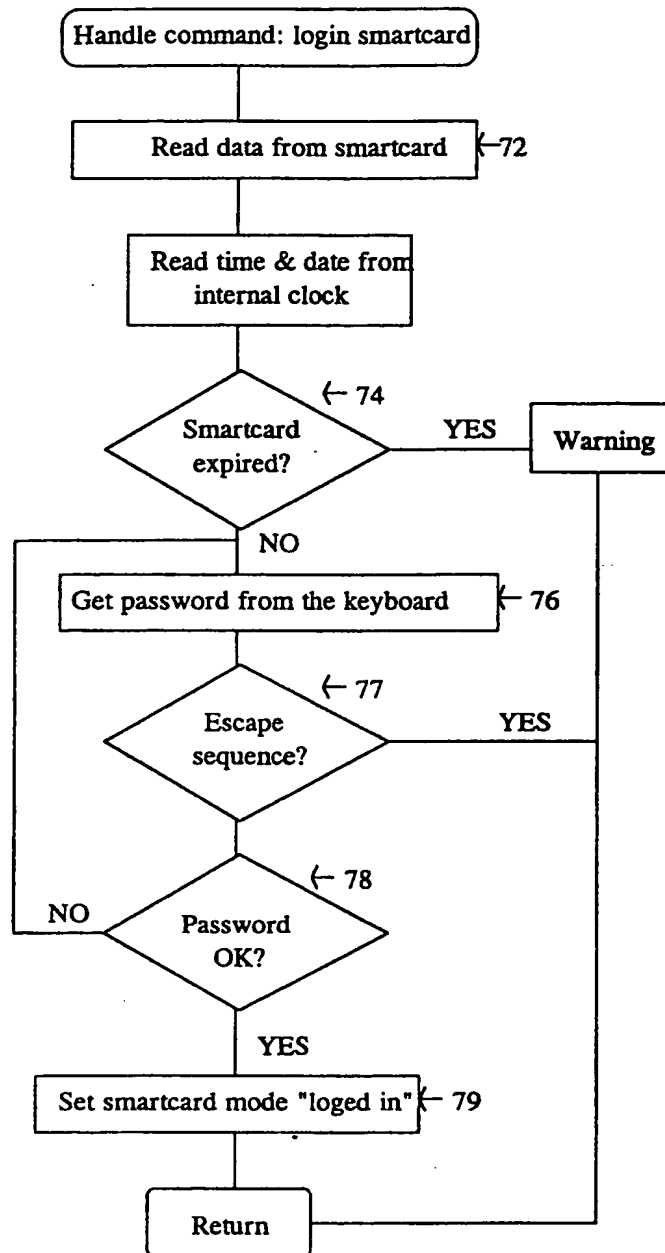 Handle command: login smartcard
Read data from smartcard
←72
Read time & date from
internal clock
← 74
Smartcard
expired?
YES
Warning
NO
Get password from the keyboard
← 76
← 77
Escape
sequence?
YES
← 78
NO
Password
OK?
YES
Set smartcard mode "loged in"
← 79
Return